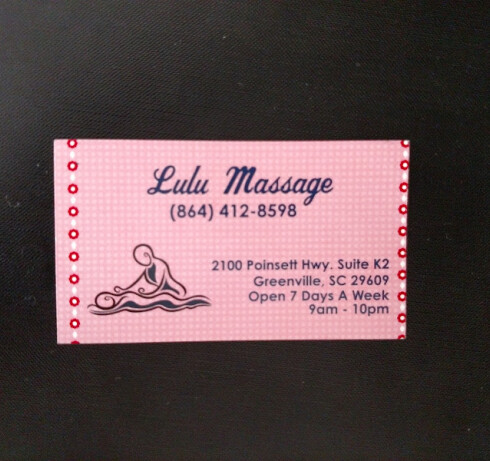 Lulu Massage
(864) 412-8598
2100 Poinsett Hwy. Suite K2
Greenville, SC 29609
Open 7 Days A Week
9am - 10pm